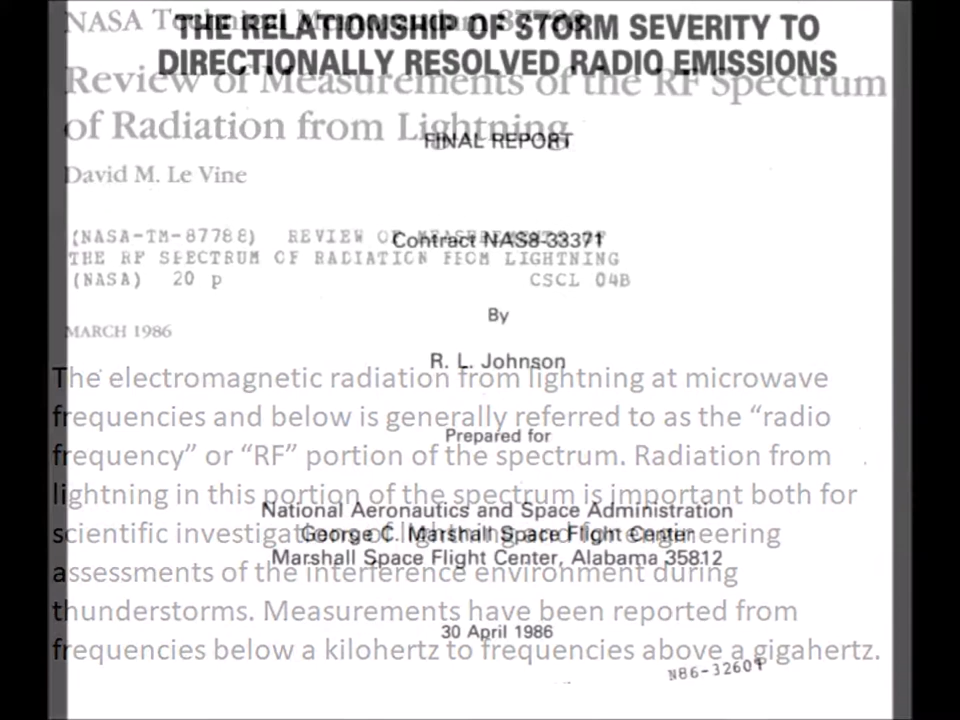 NASA Technical Memorandum 87788
THE RELATIONSHIP OF STORM SEVERITY TO
DIRECTIONALLY RESOLVED RADIO EMISSIONS
Review of Measurements of the RF Spectrum
of Radiation from Lightning
FINAL REPORT
David M. Le Vine
(NASA-TM-87788) REVIEW OF MEASUREMENTS OF
THE RF SPECTRUM OF RADIATION FROM LIGHTNING
(NASA) 20 p CSCL 04B
Contract NAS8-33371
By
MARCH 1986
R. L. Johnson
The electromagnetic radiation from lightning at microwave
frequencies and below is generally referred to as the “radio
frequency” or “RF” portion of the spectrum. Radiation from
lightning in this portion of the spectrum is important both for
scientific investigations of lightning and for engineering
assessments of the interference environment during
thunderstorms. Measurements have been reported from
frequencies below a kilohertz to frequencies above a gigahertz.
Prepared for
National Aeronautics and Space Administration
George C. Marshall Space Flight Center
Marshall Space Flight Center, Alabama 35812
30 April 1986
N86-32601